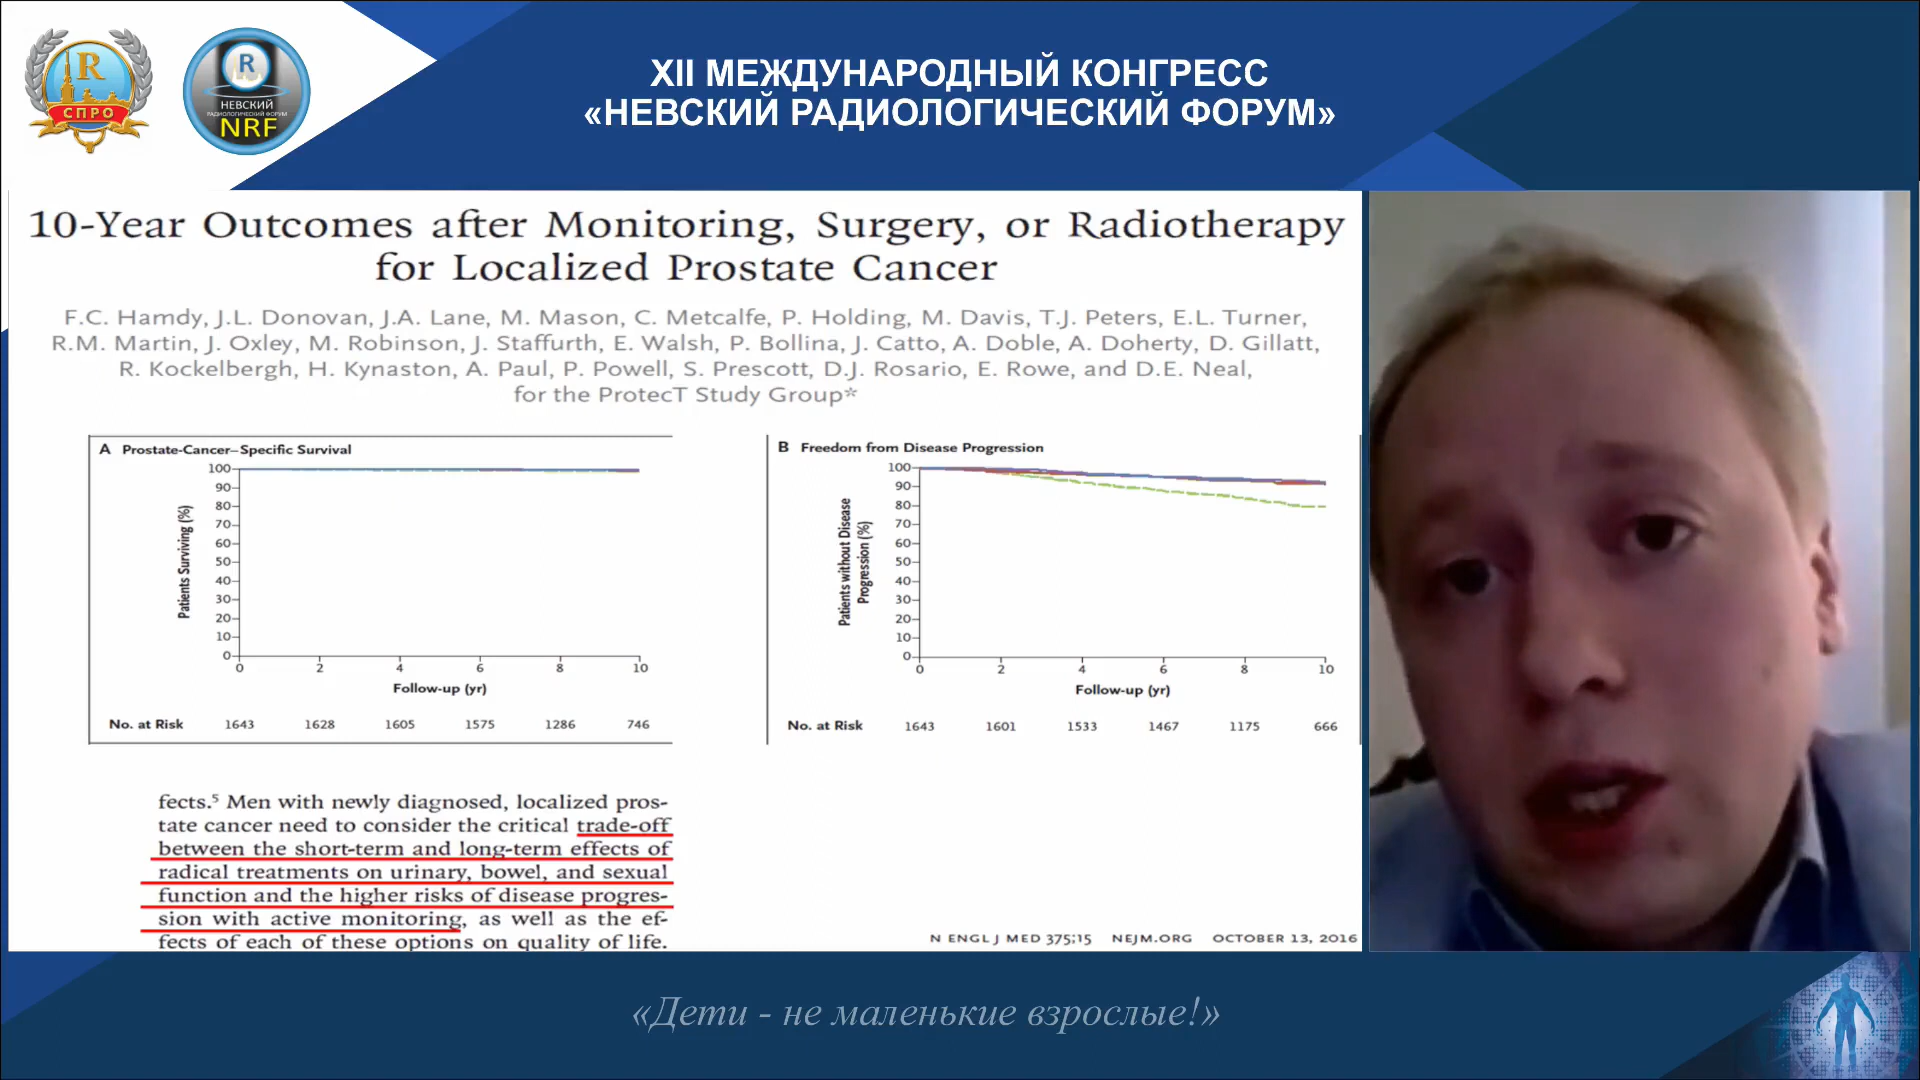 R
СПРО
R
НЕВСКИЙ
РАДИОЛОГИЧЕСКИЙ ФОРУМ
NRF
XII МЕЖДУНАРОДНЫЙ КОНГРЕСС
«НЕВСКИЙ РАДИОЛОГИЧЕСКИЙ ФОРУМ»
10-Year Outcomes after Monitoring, Surgery, or Radiotherapy
for Localized Prostate Cancer
F.C. Hamdy, J.L. Donovan, J.A. Lane, M. Mason, C. Metcalfe, P. Holding, M. Davis, T.J. Peters, E.L. Turner,
R.M. Martin, J. Oxley, M. Robinson, J. Staffurth, E. Walsh, P. Bollina, J. Catto, A. Doble, A. Doherty, D. Gillatt,
R. Kockelbergh, H. Kynaston, A. Paul, P. Powell, S. Prescott, D.J. Rosario, E. Rowe, and D.E. Neal,
for the ProtecT Study Group*
A Prostate-Cancer–Specific Survival
Patients Surviving (%)
100
90
80
70
60
50
40
30
20
10
0
0 2 4 6 8 10
Follow-up (yr)
No. at Risk 1643 1628 1605 1575 1286 746
B Freedom from Disease Progression
Patients without Disease
Progression (%)
100
90
80
70
60
50
40
30
20
10
0
0 2 4 6 8 10
Follow-up (yr)
No. at Risk 1643 1601 1533 1467 1175 666
fects.⁵ Men with newly diagnosed, localized pros-
tate cancer need to consider the critical trade-off
between the short-term and long-term effects of
radical treatments on urinary, bowel, and sexual
function and the higher risks of disease progres-
sion with active monitoring, as well as the ef-
fects of each of these options on quality of life.
N ENGL J MED 375;15 NEJM.ORG OCTOBER 13, 2016
«Дети - не маленькие взрослые!»